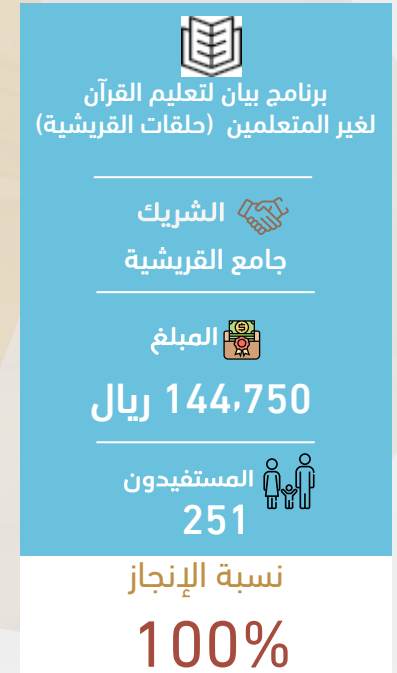 برنامج بيان لتعليم القرآن
لغير المتعلمين (حلقات القريشية)
الشريك
جامع القريشية
المبلغ
144،750 ريال
المستفيدون
251
نسبة الإنجاز
100%